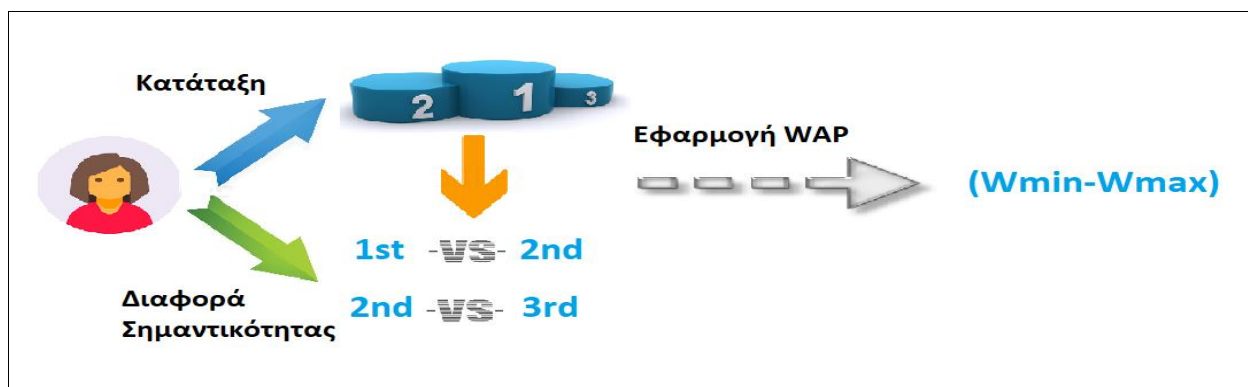 Κατάταξη
2 1 3
Εφαρμογή WAP
(Wmin-Wmax)
1st -VS- 2nd
2nd -VS- 3rd
Διαφορά
Σημαντικότητας